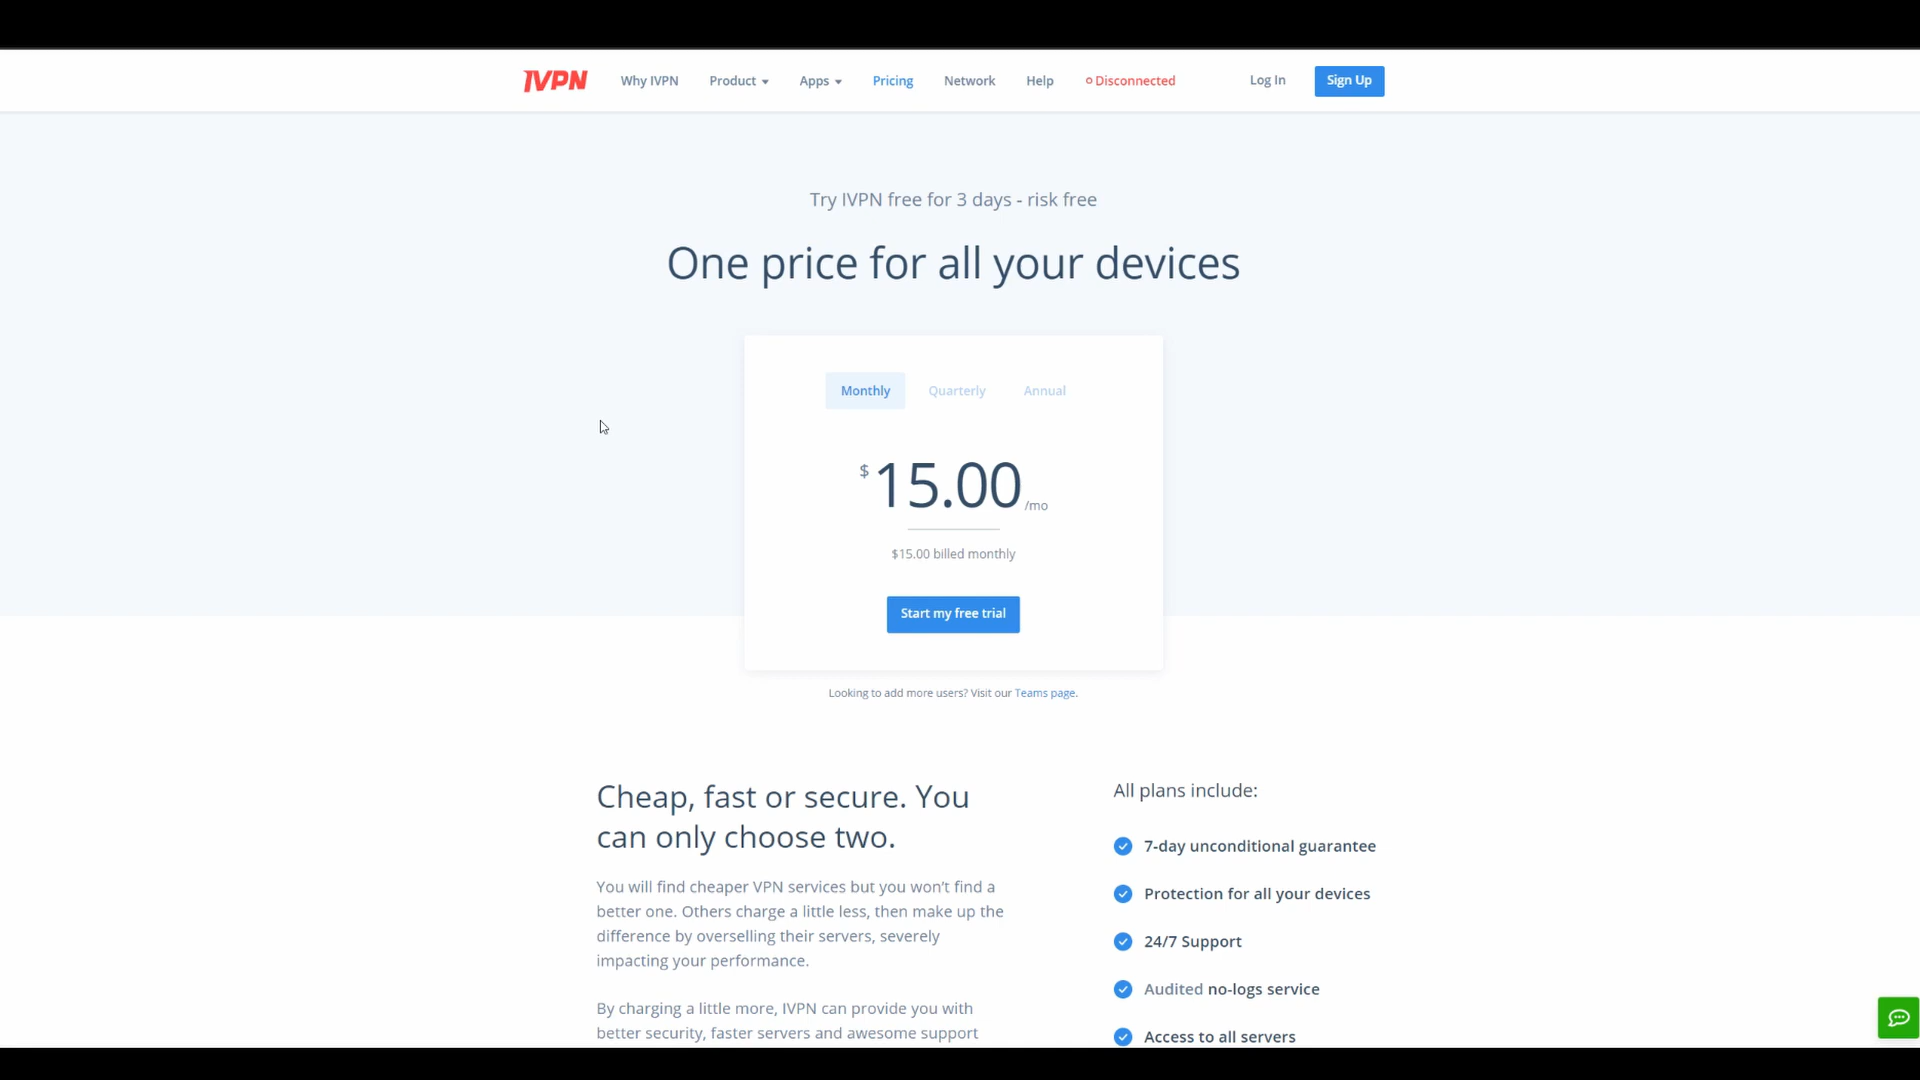 IVPN
Why IVPN
Product
Apps
Pricing
Network
Help
Disconnected
Log In
Sign Up
Try IVPN free for 3 days - risk free
One price for all your devices
Monthly
Quarterly
Annual
$15.00/mo
$15.00 billed monthly
Start my free trial
Looking to add more users? Visit our Teams page.
Cheap, fast or secure. You
can only choose two.
You will find cheaper VPN services but you won't find a
better one. Others charge a little less, then make up the
difference by overselling their servers, severely
impacting your performance.
By charging a little more, IVPN can provide you with
better security, faster servers and awesome support
All plans include:
7-day unconditional guarantee
Protection for all your devices
24/7 Support
Audited no-logs service
Access to all servers